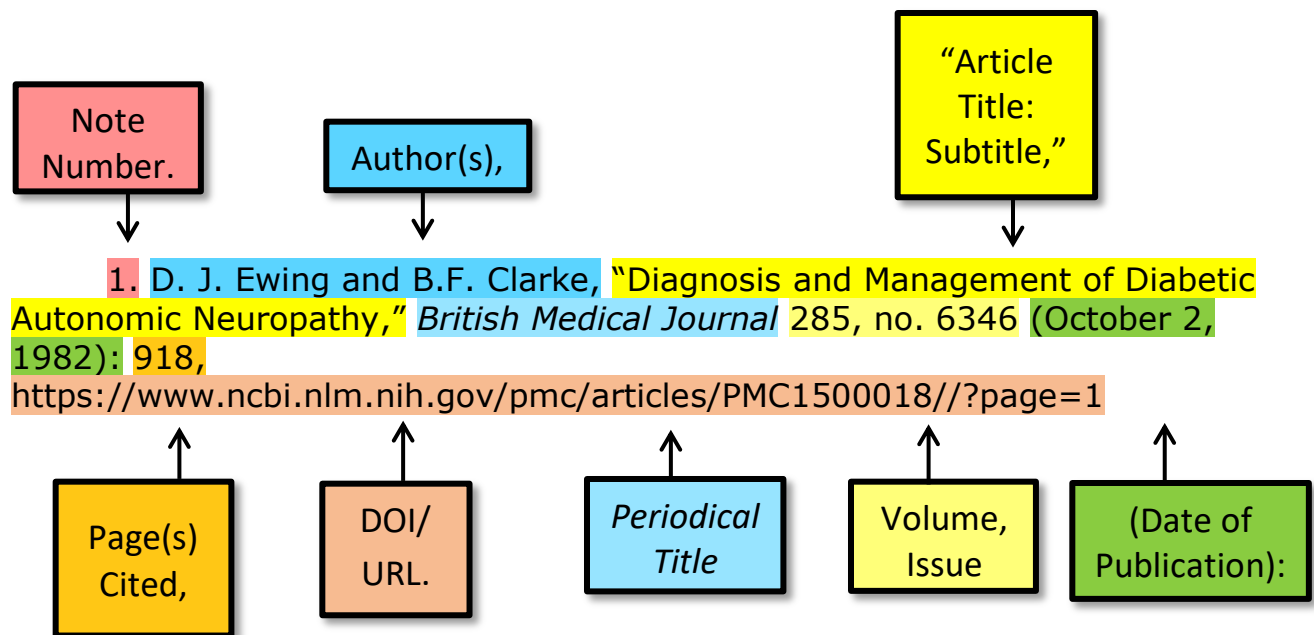 “Article
Title:
Subtitle,”
Note
Number.
Author(s),
1. D. J. Ewing and B.F. Clarke, “Diagnosis and Management of Diabetic
Autonomic Neuropathy,” British Medical Journal 285, no. 6346 (October 2,
1982): 918,
https://www.ncbi.nlm.nih.gov/pmc/articles/PMC1500018//?page=1
Page(s)
Cited,
DOI/
URL.
Periodical
Title
Volume,
Issue
(Date of
Publication):